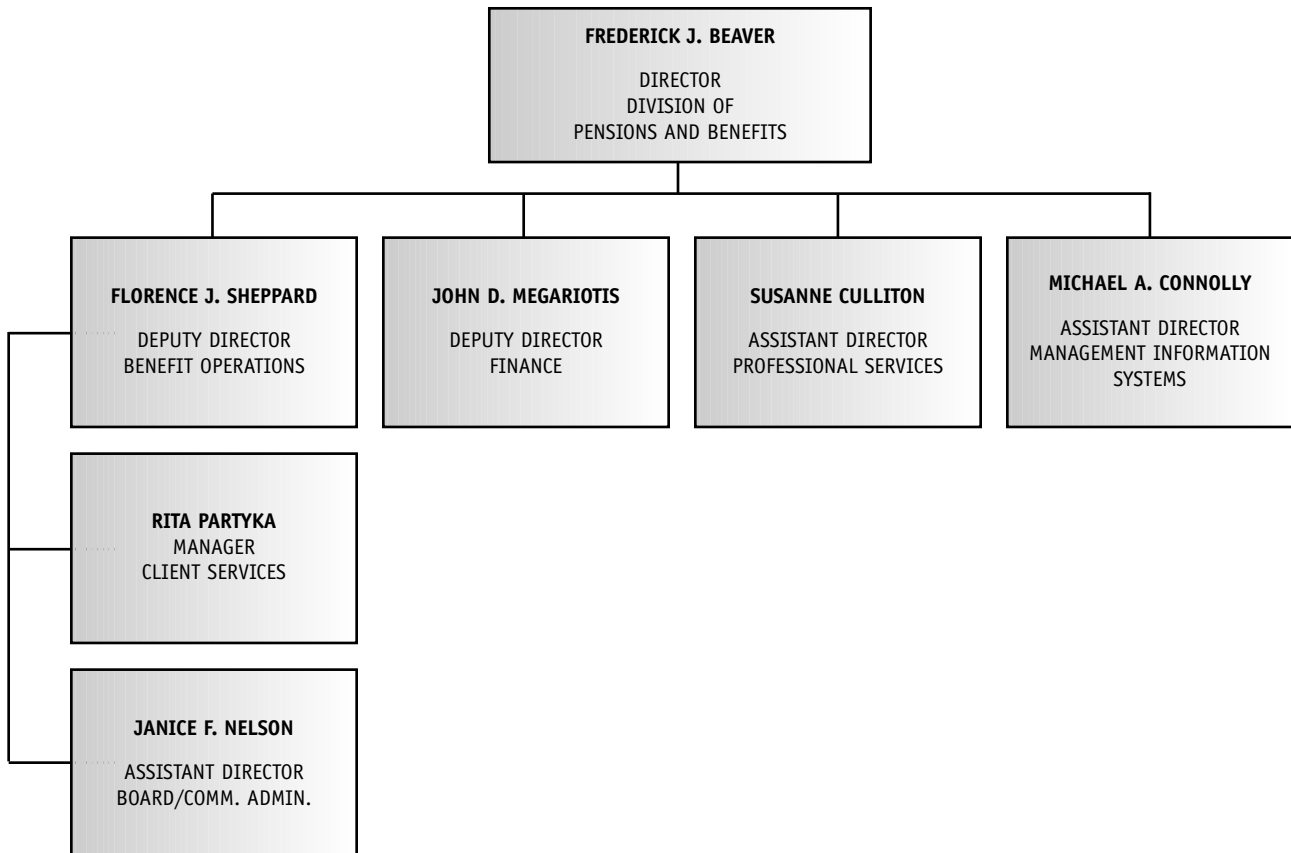 FREDERICK J. BEAVER
DIRECTOR
DIVISION OF
PENSIONS AND BENEFITS
FLORENCE J. SHEPPARD
DEPUTY DIRECTOR
BENEFIT OPERATIONS
JOHN D. MEGARIOTIS
DEPUTY DIRECTOR
FINANCE
SUSANNE CULLITON
ASSISTANT DIRECTOR
PROFESSIONAL SERVICES
MICHAEL A. CONNOLLY
ASSISTANT DIRECTOR
MANAGEMENT INFORMATION
SYSTEMS
RITA PARTYKA
MANAGER
CLIENT SERVICES
JANICE F. NELSON
ASSISTANT DIRECTOR
BOARD/COMM. ADMIN.